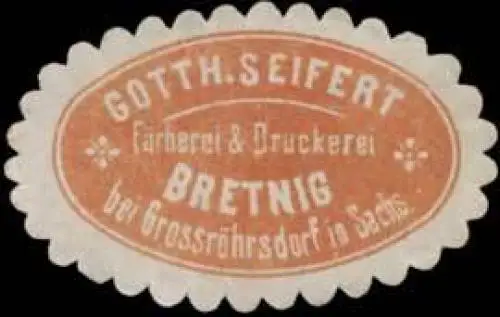 GOTTH. SEIFERT
Färberei & Druckerei
BRETNIG
bei Grossröhrsdorf in Sachs.